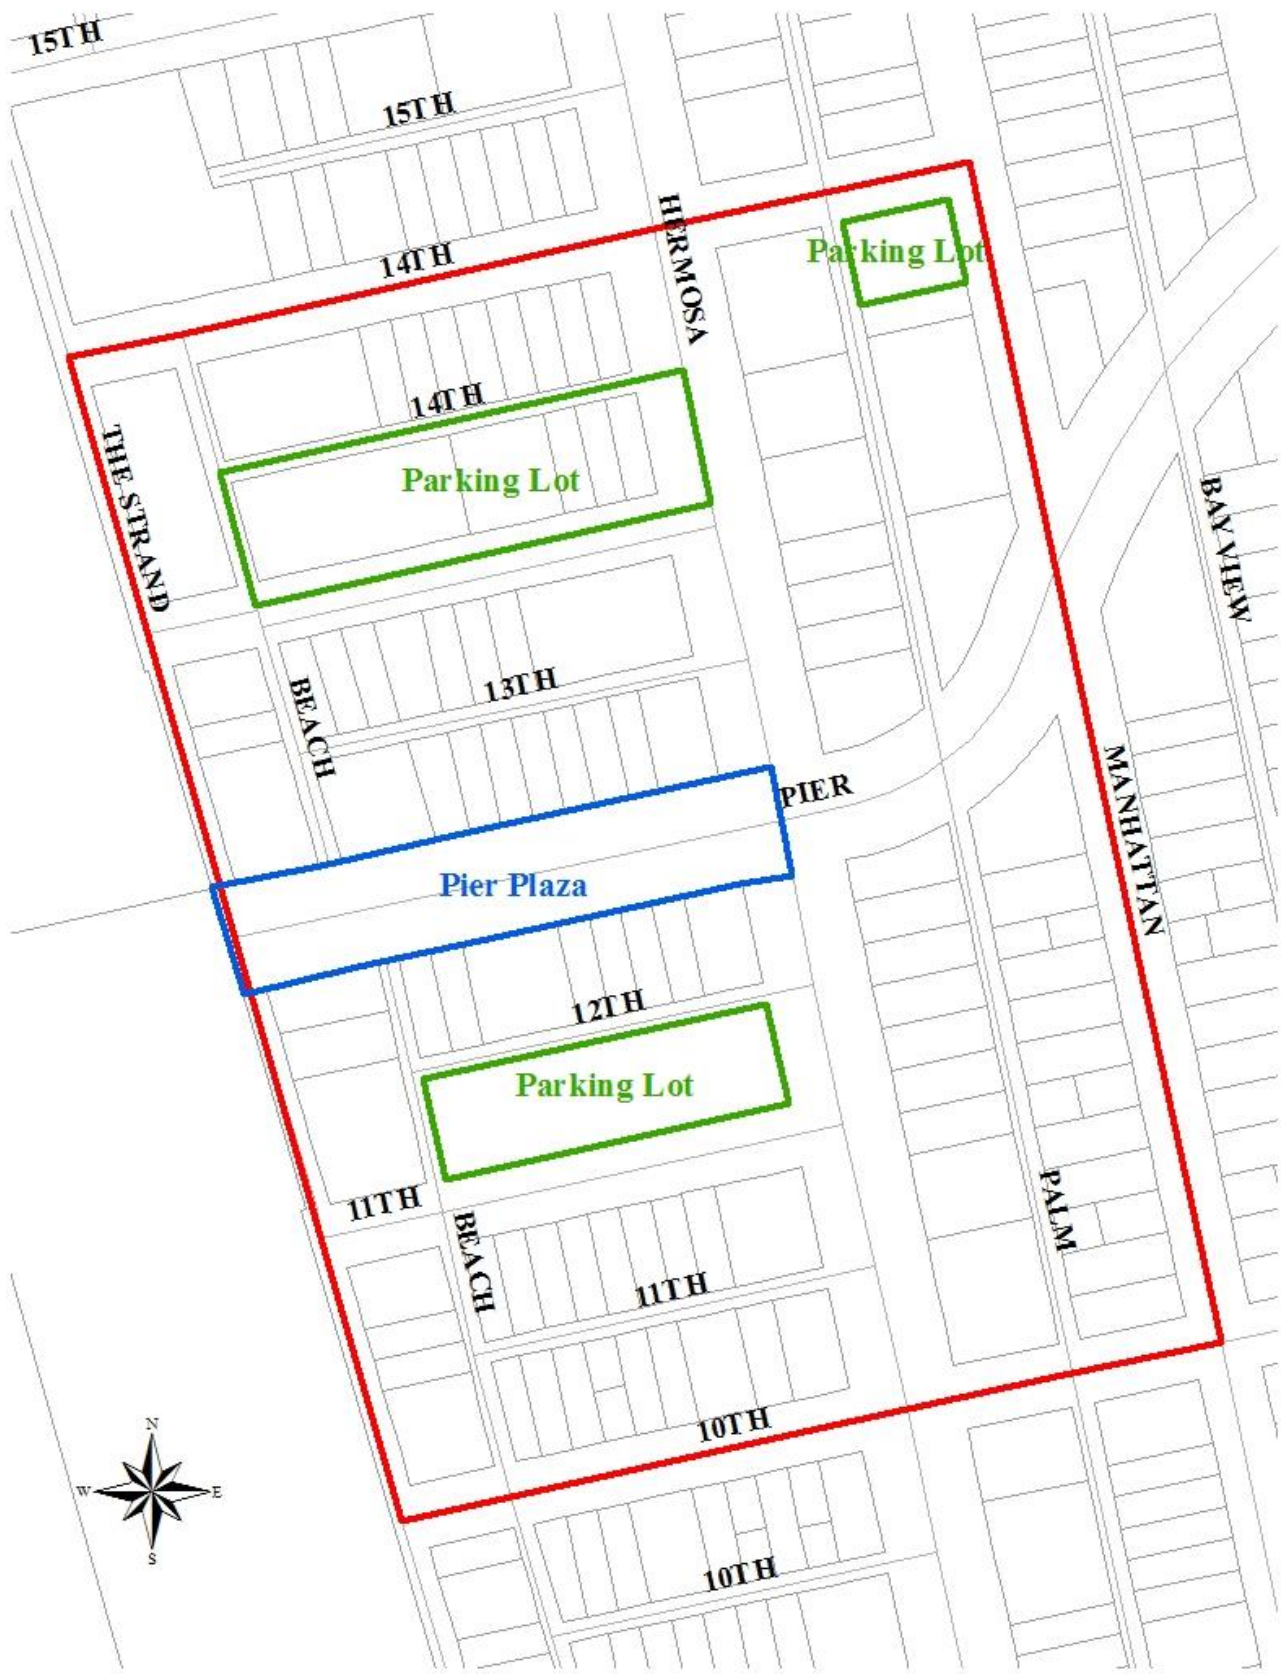 15TH
15TH
HERMOSA
14TH
Parking Lot
14TH
THE STRAND
Parking Lot
BAY VIEW
13TH
BEACH
PIER
MANHATTAN
Pier Plaza
12TH
Parking Lot
11TH
PALM
BEACH
11TH
10TH
N
W
E
S
10TH